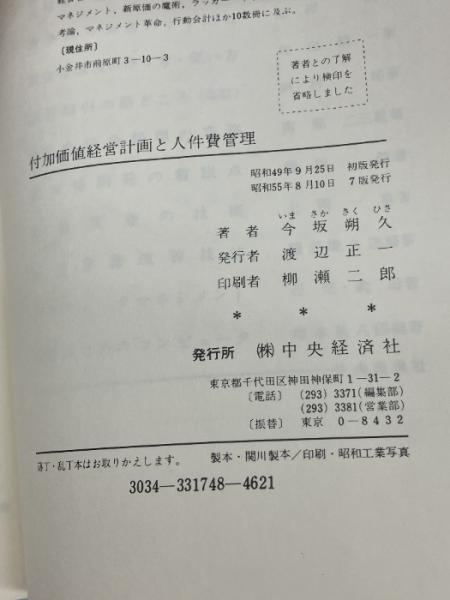 マネジメント，新原価の魔術，ラッカー
考論，マネジメント革命，行動会計ほか10数冊に及ぶ。
〔現住所〕
小金井市前原町3－10－3
著者との了解
により検印を
省略しました
付加価値経営計画と人件費管理
昭和49年9月25日 初版発行
昭和55年8月10日 7版発行
いま さか さく ひさ
著者 今坂朔久
発行者 渡辺正一
印刷者 柳瀬二郎
＊ ＊ ＊
発行所 ㈱中央経済社
東京都千代田区神田神保町1－31－2
〔電話〕 (293) 3371(編集部)
(293) 3381(営業部)
〔振替〕 東京 0－8432
落丁・乱丁本はお取りかえします。 製本・関川製本／印刷・昭和工業写真
3034—331748—4621